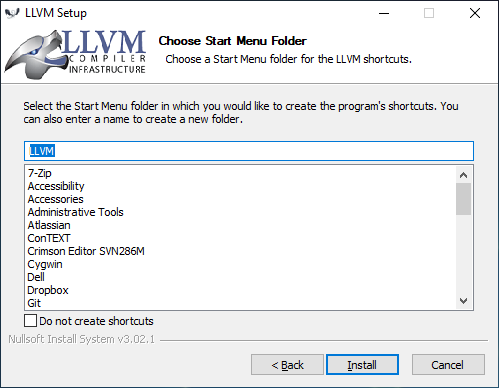 LLVM Setup
LLVM
COMPILER
INFRASTRUCTURE
Choose Start Menu Folder
Choose a Start Menu folder for the LLVM shortcuts.
Select the Start Menu folder in which you would like to create the program's shortcuts. You
can also enter a name to create a new folder.
LLVM
7-Zip
Accessibility
Accessories
Administrative Tools
Atlassian
ConTEXT
Crimson Editor SVN286M
Cygwin
Dell
Dropbox
Git
Do not create shortcuts
Nullsoft Install System v3.02.1
< Back
Install
Cancel